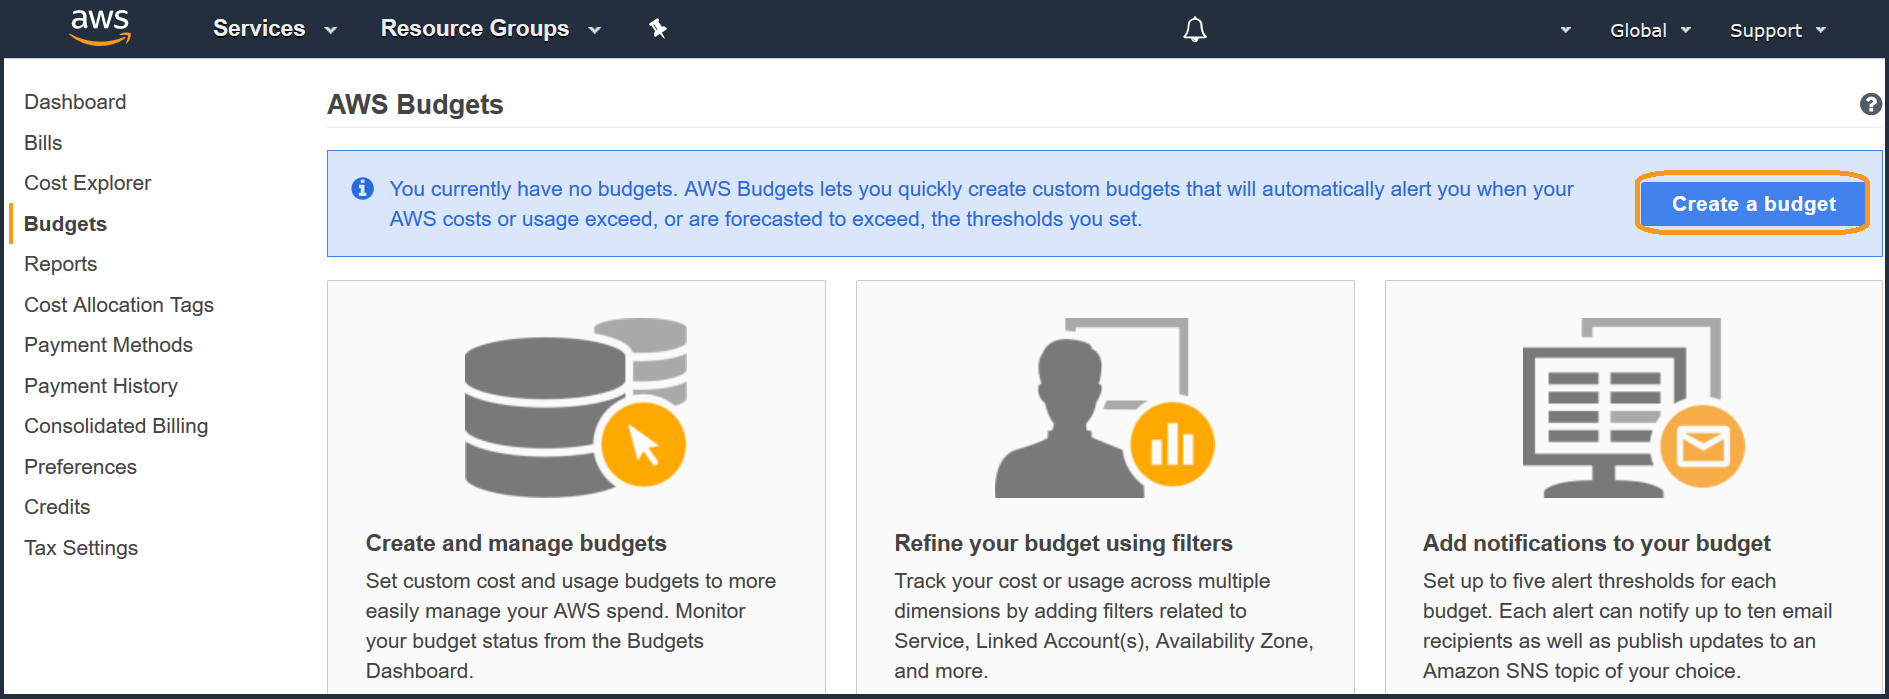 aws
Services
Resource Groups
Global
Support
Dashboard
Bills
Cost Explorer
Budgets
Reports
Cost Allocation Tags
Payment Methods
Payment History
Consolidated Billing
Preferences
Credits
Tax Settings
AWS Budgets
?
i
You currently have no budgets. AWS Budgets lets you quickly create custom budgets that will automatically alert you when your
AWS costs or usage exceed, or are forecasted to exceed, the thresholds you set.
Create a budget
Create and manage budgets
Set custom cost and usage budgets to more
easily manage your AWS spend. Monitor
your budget status from the Budgets
Dashboard.
Refine your budget using filters
Track your cost or usage across multiple
dimensions by adding filters related to
Service, Linked Account(s), Availability Zone,
and more.
Add notifications to your budget
Set up to five alert thresholds for each
budget. Each alert can notify up to ten email
recipients as well as publish updates to an
Amazon SNS topic of your choice.